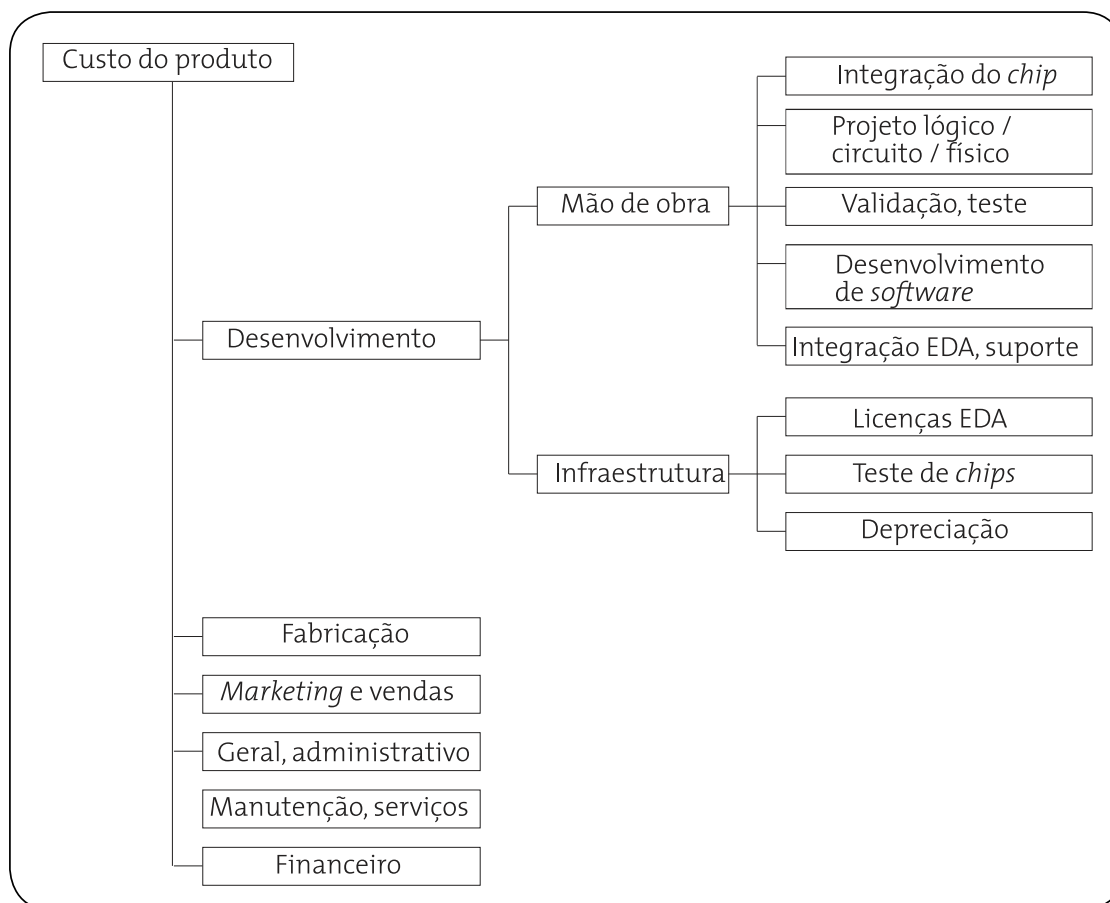 Custo do produto
Integração do chip
Projeto lógico /
circuito / físico
Mão de obra
Validação, teste
Desenvolvimento
de software
Desenvolvimento
Integração EDA, suporte
Licenças EDA
Infraestrutura
Teste de chips
Depreciação
Fabricação
Marketing e vendas
Geral, administrativo
Manutenção, serviços
Financeiro